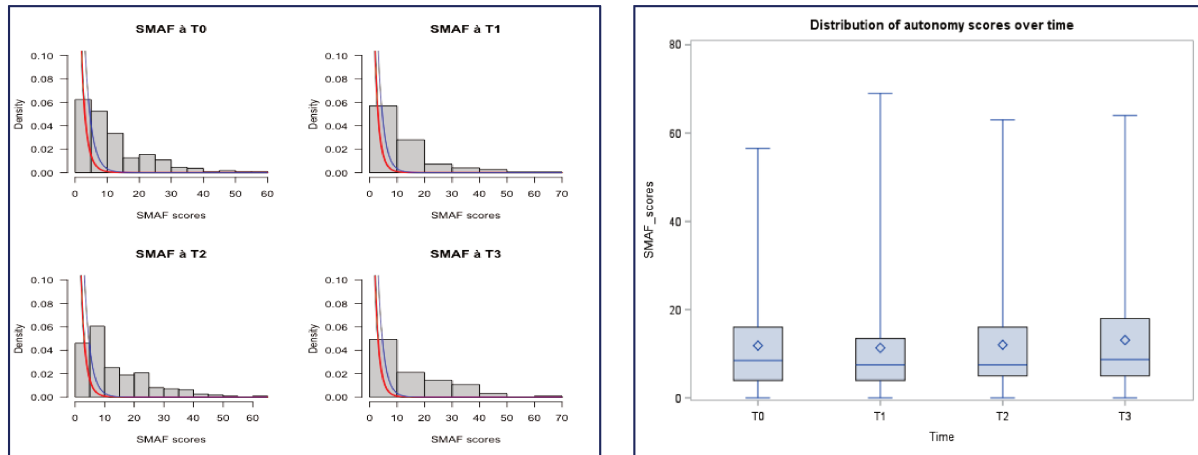 SMAF à T0
0.10
0.08
0.06
0.04
0.02
0.00
Density
0 10 20 30 40 50 60
SMAF scores
SMAF à T1
0.10
0.08
0.06
0.04
0.02
0.00
Density
0 10 20 30 40 50 60 70
SMAF scores
SMAF à T2
0.10
0.08
0.06
0.04
0.02
0.00
Density
0 10 20 30 40 50 60
SMAF scores
SMAF à T3
0.10
0.08
0.06
0.04
0.02
0.00
Density
0 10 20 30 40 50 60 70
SMAF scores
Distribution of autonomy scores over time
80
60
40
20
0
SMAF_scores
T0 T1 T2 T3
Time